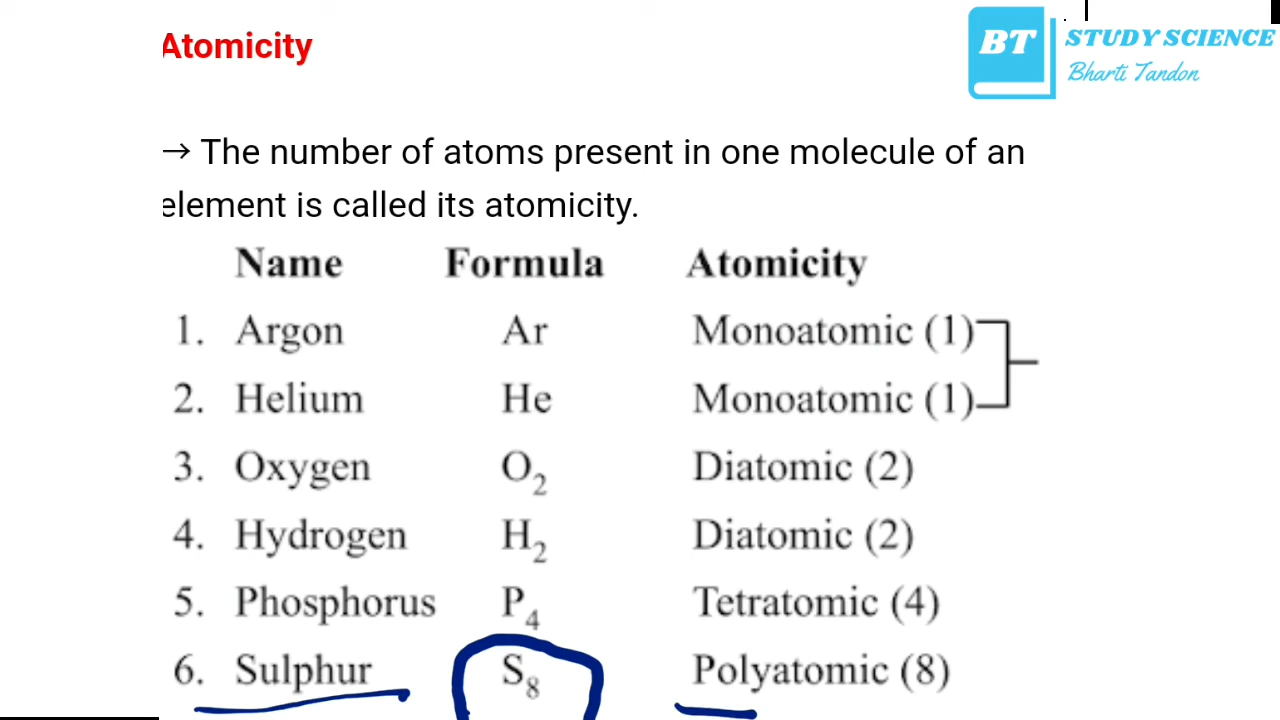 Atomicity
BT
STUDY SCIENCE
Bharti Tandon
→ The number of atoms present in one molecule of an
element is called its atomicity.
Name Formula Atomicity
1. Argon Ar Monoatomic (1)
2. Helium He Monoatomic (1)
3. Oxygen O₂ Diatomic (2)
4. Hydrogen H₂ Diatomic (2)
5. Phosphorus P₄ Tetratomic (4)
6. Sulphur S₈ Polyatomic (8)